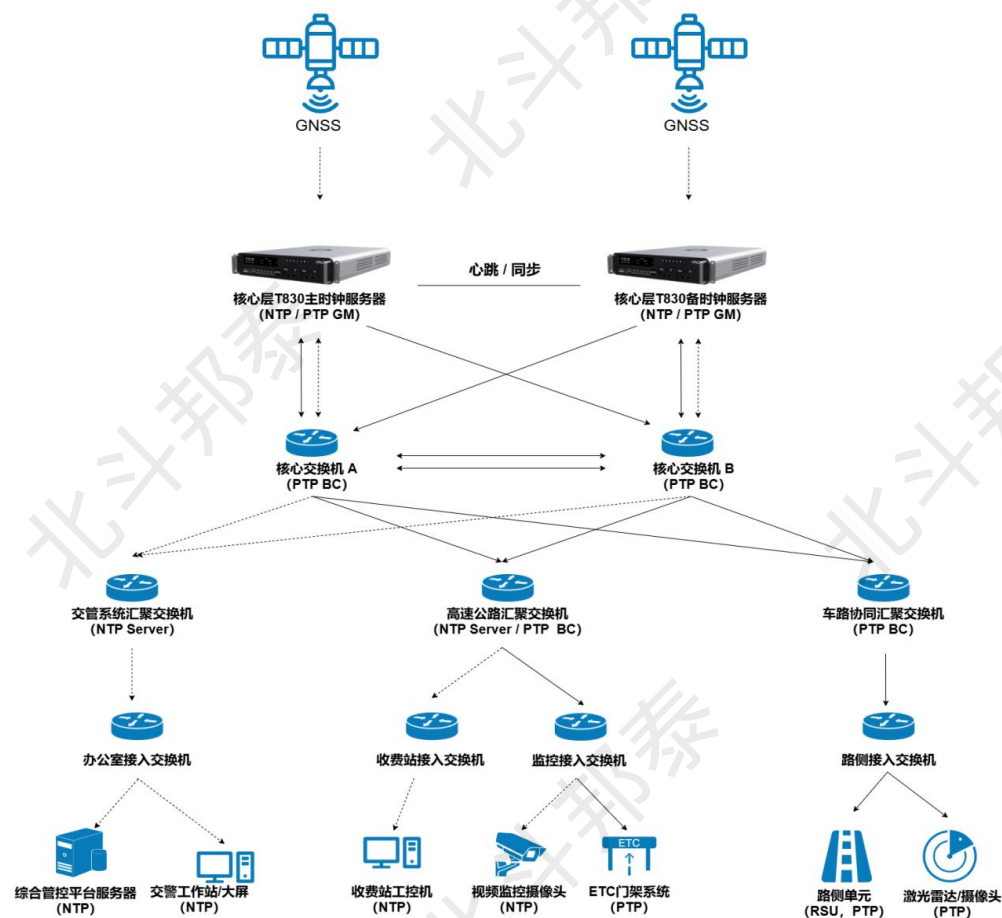 GNSS
GNSS
心跳 / 同步
核心层T830主时钟服务器
（NTP / PTP GM）
核心层T830备时钟服务器
（NTP / PTP GM）
核心交换机 A
（PTP BC）
核心交换机 B
（PTP BC）
交管系统汇聚交换机
（NTP Server）
高速公路汇聚交换机
（NTP Server / PTP  BC）
车路协同汇聚交换机
（PTP BC）
办公室接入交换机
收费站接入交换机
监控接入交换机
路侧接入交换机
ETC
综合管控平台服务器
（NTP）
交警工作站/大屏
（NTP）
收费站工控机
（NTP）
视频监控摄像头
（NTP）
ETC门架系统
（PTP）
路侧单元
（RSU，PTP）
激光雷达/摄像头
（PTP）
北斗邦泰
北斗邦泰
北斗邦泰
北斗邦泰